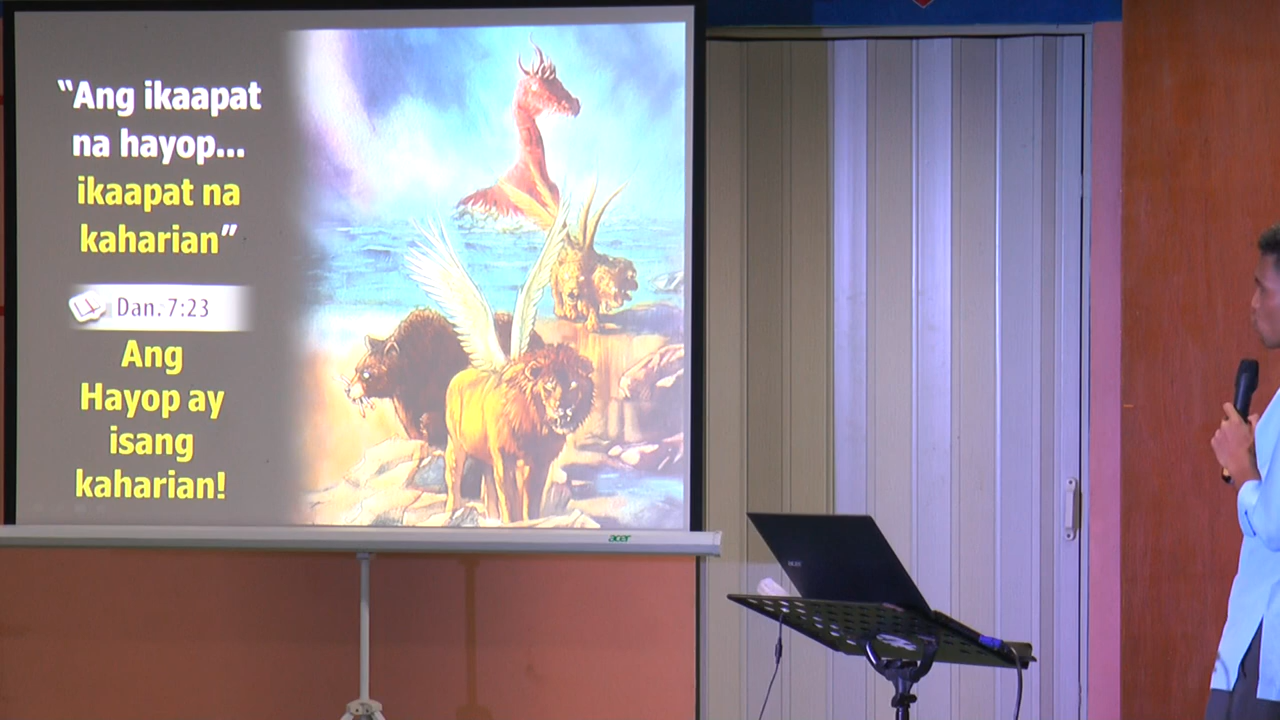 “Ang ikaapat
na hayop...
ikaapat na
kaharian”
Dan. 7:23
Ang
Hayop ay
isang
kaharian!
acer